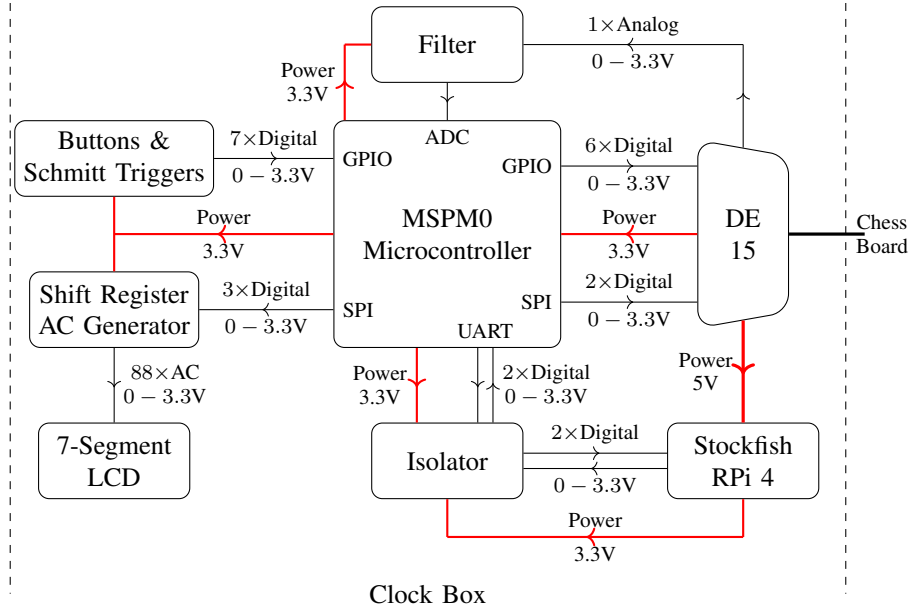 Filter
1×Analog
0 − 3.3V
Power
3.3V
Buttons &
Schmitt Triggers
7×Digital
0 − 3.3V
ADC
GPIO
GPIO
6×Digital
0 − 3.3V
MSPM0
Microcontroller
Power
3.3V
Power
3.3V
DE
15
Chess
Board
Shift Register
AC Generator
3×Digital
0 − 3.3V
SPI
SPI
UART
2×Digital
0 − 3.3V
88×AC
0 − 3.3V
Power
3.3V
2×Digital
0 − 3.3V
Power
5V
7-Segment
LCD
Isolator
2×Digital
0 − 3.3V
Stockfish
RPi 4
Power
3.3V
Clock Box